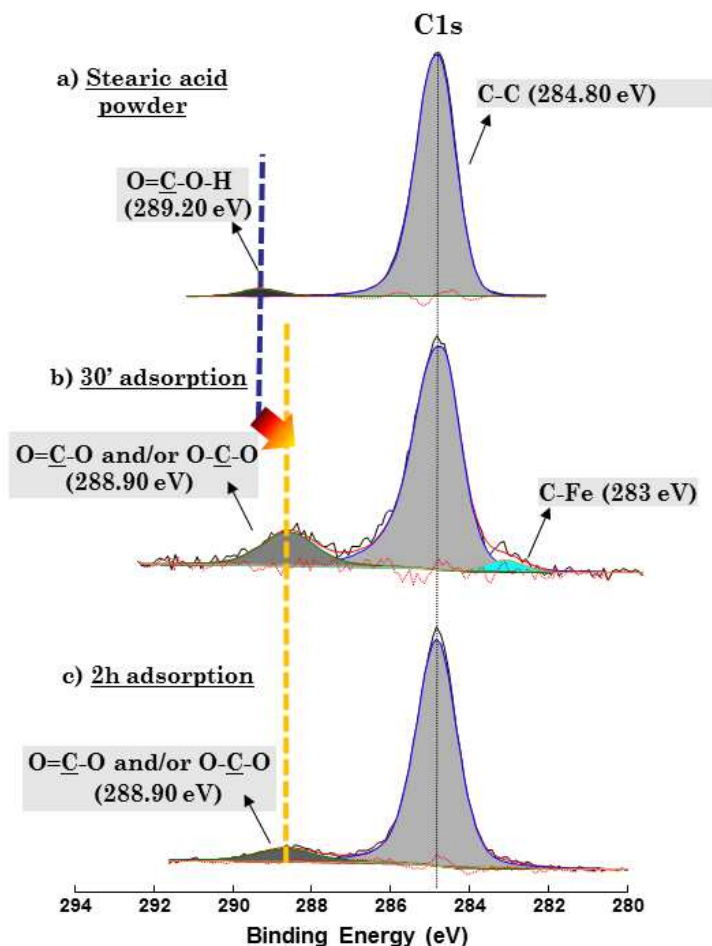 C1s
a) Stearic acid
powder
C-C (284.80 eV)
O=C-O-H
(289.20 eV)
b) 30’ adsorption
O=C-O and/or O-C-O
(288.90 eV)
C-Fe (283 eV)
c) 2h adsorption
O=C-O and/or O-C-O
(288.90 eV)
294 292 290 288 286 284 282 280
Binding Energy (eV)